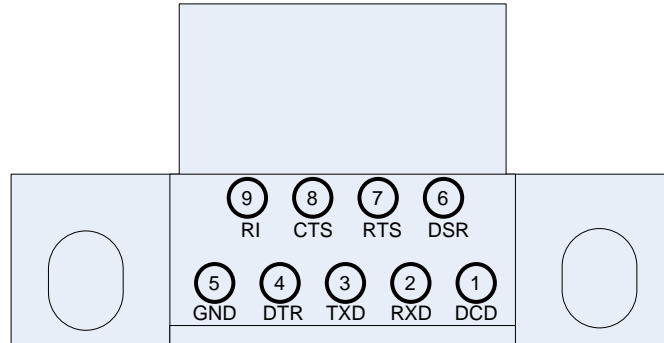 9 8 7 6
RI CTS RTS DSR
5 4 3 2 1
GND DTR TXD RXD DCD